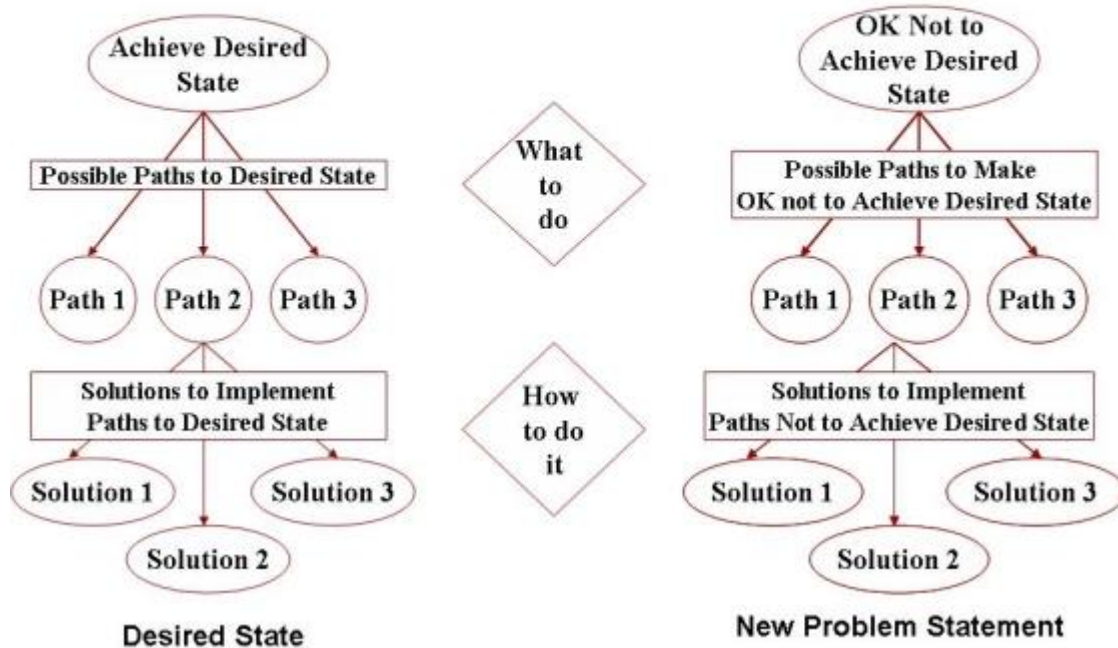 Achieve Desired
State
Possible Paths to Desired State
Path 1
Path 2
Path 3
Solutions to Implement
Paths to Desired State
Solution 1
Solution 3
Solution 2
Desired State
What
to
do
How
to do
it
OK Not to
Achieve Desired
State
Possible Paths to Make
OK not to Achieve Desired State
Path 1
Path 2
Path 3
Solutions to Implement
Paths Not to Achieve Desired State
Solution 1
Solution 3
Solution 2
New Problem Statement